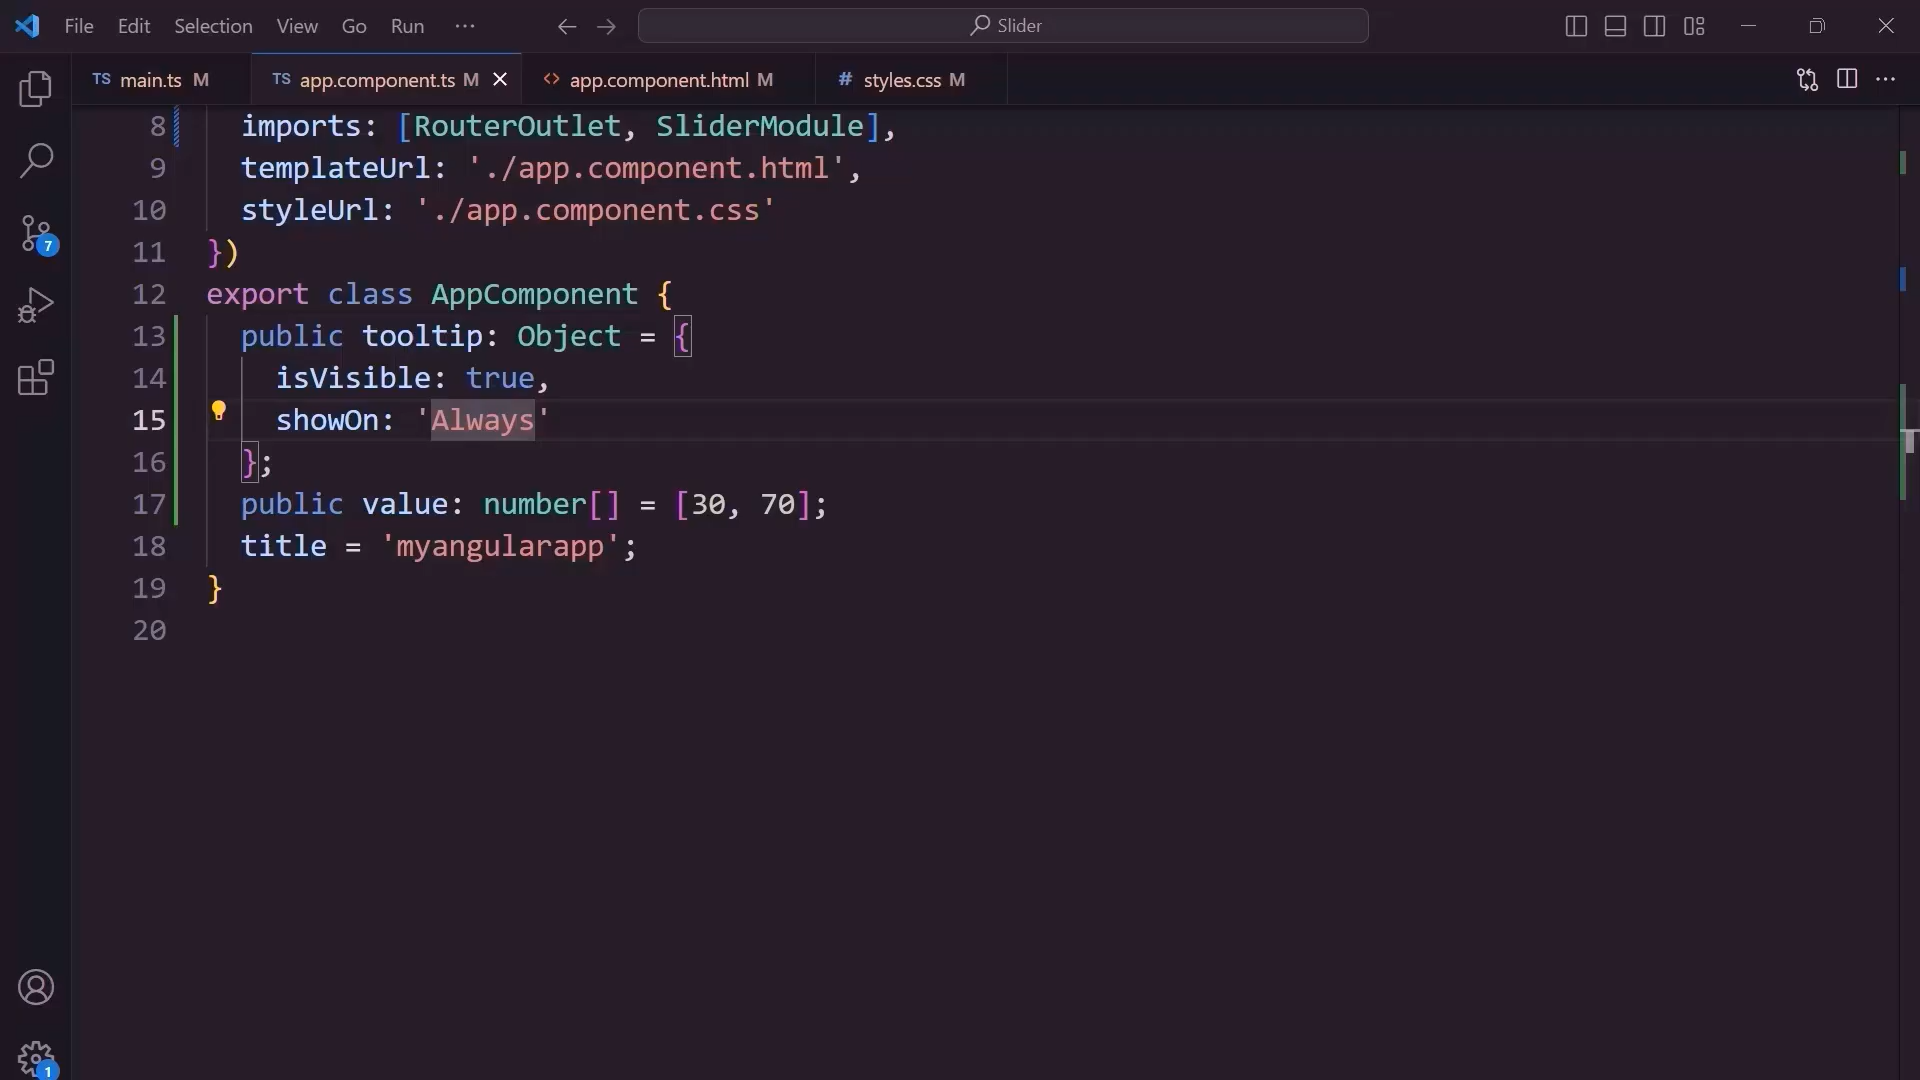 File Edit Selection View Go Run ··· Slider
TS main.ts M TS app.component.ts M <> app.component.html M # styles.css M
8 imports: [RouterOutlet, SliderModule],
9 templateUrl: './app.component.html',
10 styleUrl: './app.component.css'
11 })
12 export class AppComponent {
13 public tooltip: Object = {
14 isVisible: true,
15 showOn: 'Always'
16 };
17 public value: number[] = [30, 70];
18 title = 'myangularapp';
19 }
20
7
1